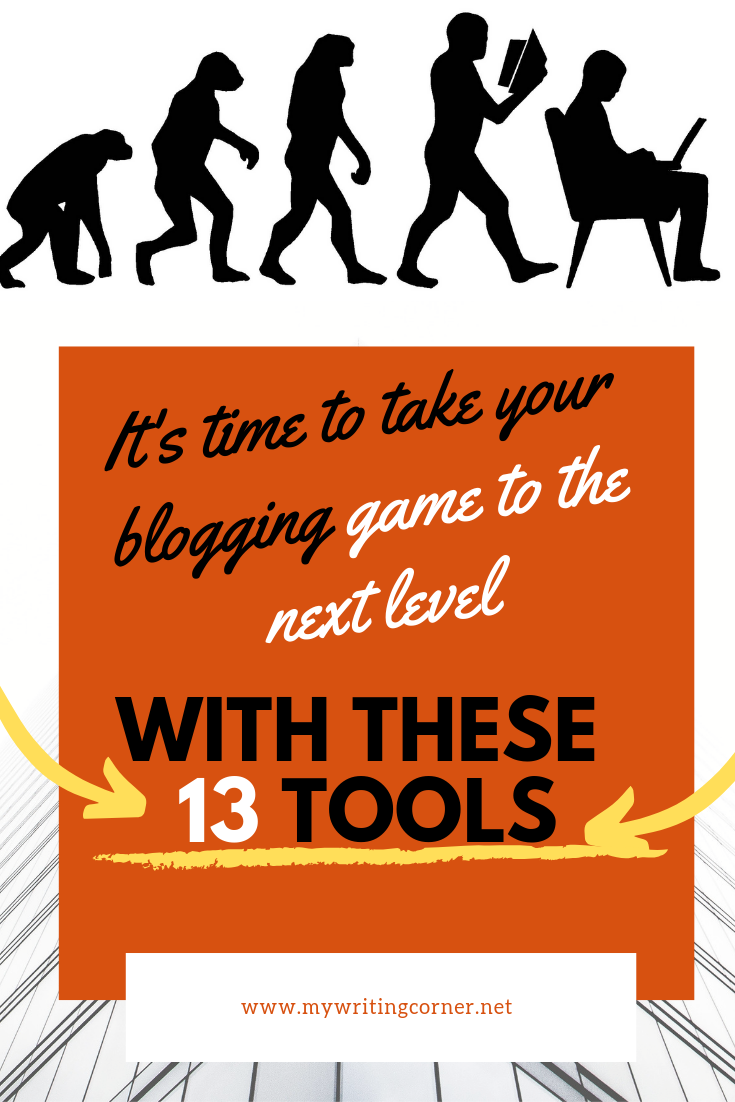 It's time to take your
blogging game to the
next level
WITH THESE
13 TOOLS
www.mywritingcorner.net